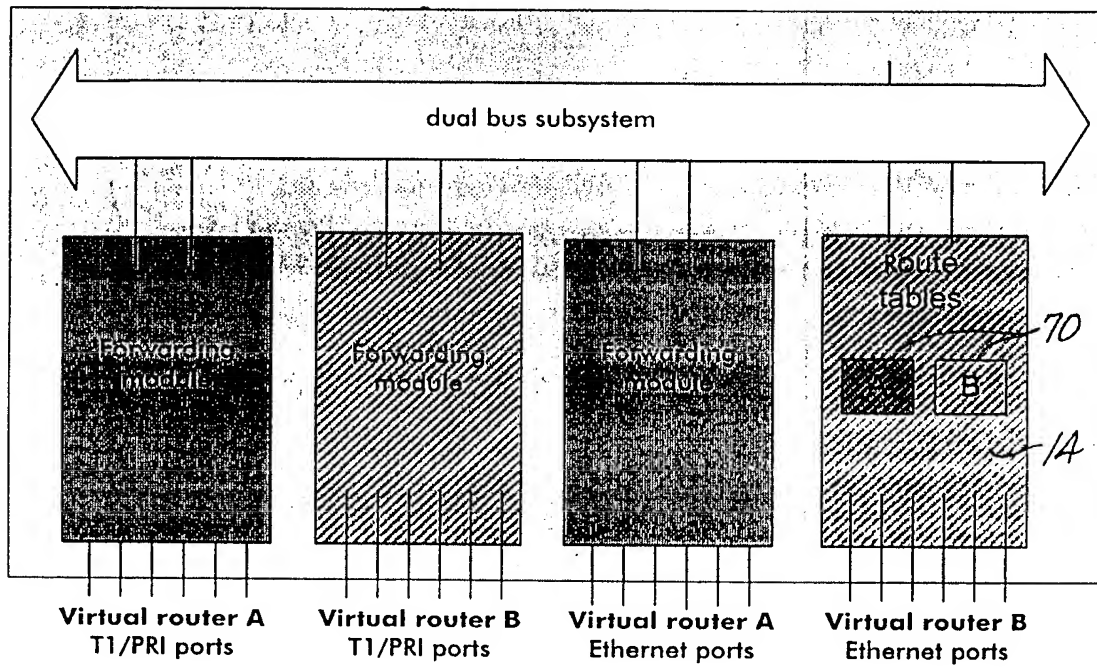 dual bus subsystem
Forwarding
module
Forwarding
module
Forwarding
module
Route
tables
A
B
70
14
Virtual router A
T1/PRI ports
Virtual router B
T1/PRI ports
Virtual router A
Ethernet ports
Virtual router B
Ethernet ports